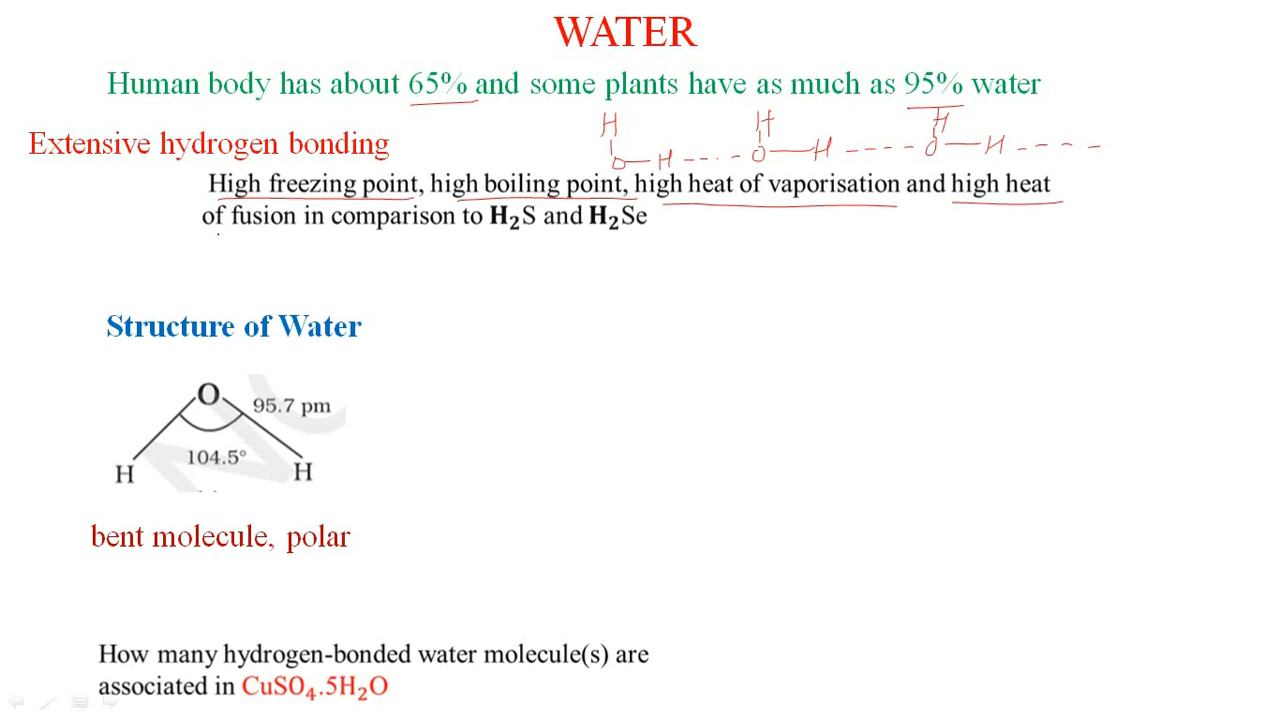 WATER
Human body has about 65% and some plants have as much as 95% water
H H H
Extensive hydrogen bonding
O—H ----- O—H ---- O—H ----
High freezing point, high boiling point, high heat of vaporisation and high heat
of fusion in comparison to H₂S and H₂Se
Structure of Water
O 95.7 pm
104.5°
H H
bent molecule, polar
How many hydrogen-bonded water molecule(s) are
associated in CuSO₄.5H₂O